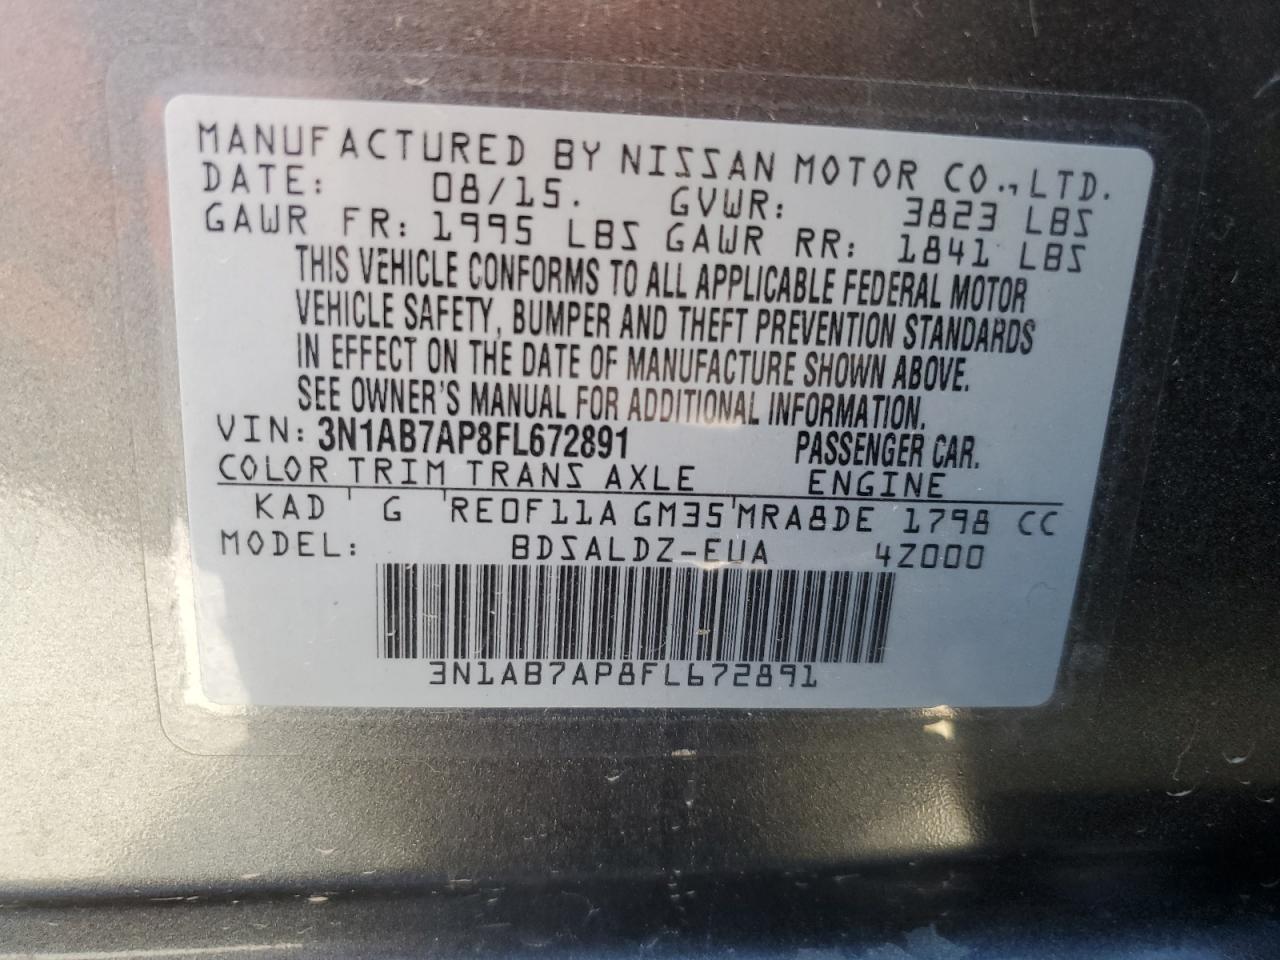 MANUFACTURED BY NISSAN MOTOR CO., LTD.
DATE: 08/15. GVWR: 3823 LBS
GAWR FR: 1995 LBS GAWR RR: 1841 LBS
THIS VEHICLE CONFORMS TO ALL APPLICABLE FEDERAL MOTOR
VEHICLE SAFETY, BUMPER AND THEFT PREVENTION STANDARDS
IN EFFECT ON THE DATE OF MANUFACTURE SHOWN ABOVE.
SEE OWNER'S MANUAL FOR ADDITIONAL INFORMATION.
VIN: 3N1AB7AP8FL672891 PASSENGER CAR.
COLOR TRIM TRANS AXLE ENGINE
KAD ' G RE0F11A GM35'MRA8DE 1798 CC
MODEL: BDSALDZ-EUA 4Z000
3N1AB7AP8FL672891